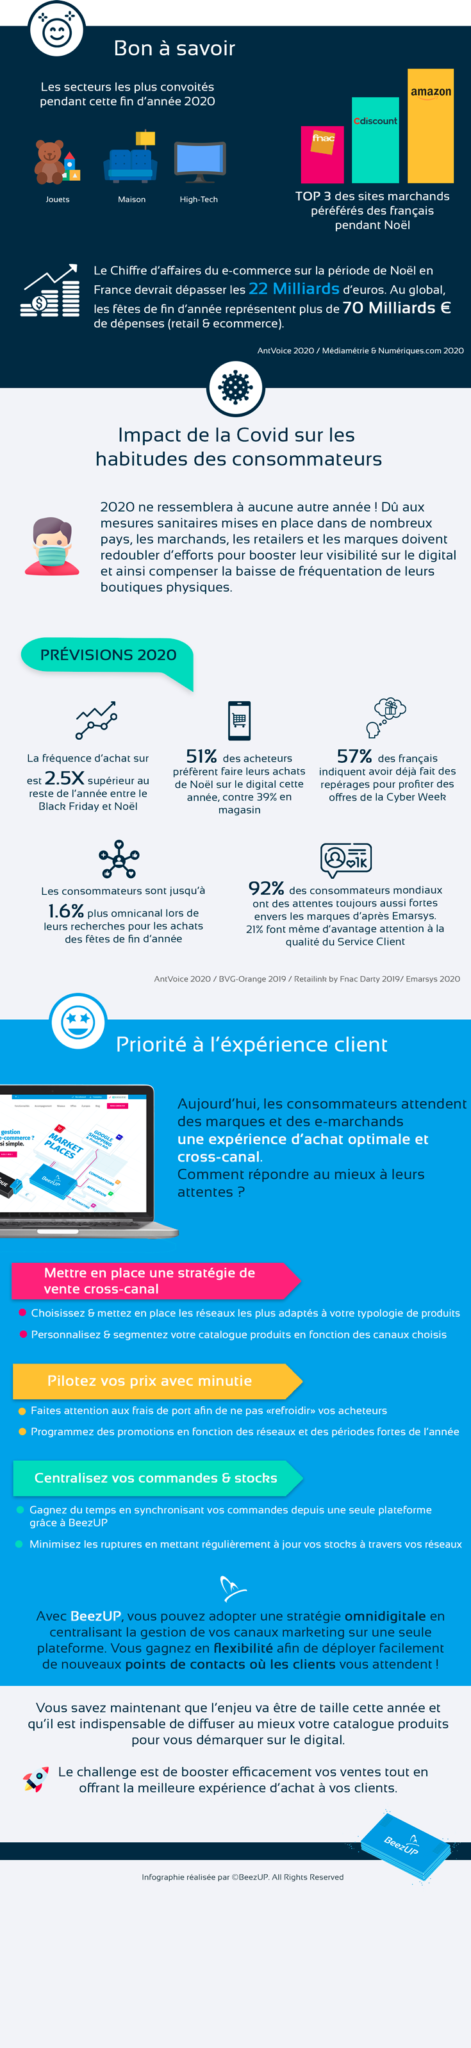 Bon à savoir
Les secteurs les plus convoités
pendant cette fin d'année 2020
Jouets
Maison
High-Tech
fnac
Cdiscount
amazon
TOP 3 des sites marchands
péréférés des français
pendant Noël
Le Chiffre d'affaires du e-commerce sur la période de Noël en
France devrait dépasser les 22 Milliards d'euros. Au global,
les fêtes de fin d'année représentent plus de 70 Milliards €
de dépenses (retail & ecommerce).
AntVoice 2020 / Médiamétrie & Numériques.com 2020
Impact de la Covid sur les
habitudes des consommateurs
2020 ne ressemblera à aucune autre année ! Dû aux
mesures sanitaires mises en place dans de nombreux
pays, les marchands, les retailers et les marques doivent
redoubler d'efforts pour booster leur visibilité sur le digital
et ainsi compenser la baisse de fréquentation de leurs
boutiques physiques.
PRÉVISIONS 2020
La fréquence d'achat sur
est 2.5X supérieur au
reste de l'année entre le
Black Friday et Noël
51% des acheteurs
préfèrent faire leurs achats
de Noël sur le digital cette
année, contre 39% en
magasin
57% des français
indiquent avoir déjà fait des
repérages pour profiter des
offres de la Cyber Week
Les consommateurs sont jusqu'à
1.6% plus omnicanal lors de
leurs recherches pour les achats
des fêtes de fin d'année
1K
92% des consommateurs mondiaux
ont des attentes toujours aussi fortes
envers les marques d'après Emarsys.
21% font même d'avantage attention à la
qualité du Service Client
AntVoice 2020 / BVG-Orange 2019 / Retailink by Fnac Darty 2019/ Emarsys 2020
Priorité à l'éxpérience client
MARKET
PLACES
BeezUP
Aujourd'hui, les consommateurs attendent
des marques et des e-marchands
une expérience d'achat optimale et
cross-canal.
Comment répondre au mieux à leurs
attentes ?
Mettre en place une stratégie de
vente cross-canal
Choisissez & mettez en place les réseaux les plus adaptés à votre typologie de produits
Personnalisez & segmentez votre catalogue produits en fonction des canaux choisis
Pilotez vos prix avec minutie
Faites attention aux frais de port afin de ne pas «refroidir» vos acheteurs
Programmez des promotions en fonction des réseaux et des périodes fortes de l'année
Centralisez vos commandes & stocks
Gagnez du temps en synchronisant vos commandes depuis une seule plateforme
grâce à BeezUP
Minimisez les ruptures en mettant régulièrement à jour vos stocks à travers vos réseaux
Avec BeezUP, vous pouvez adopter une stratégie omnidigitale en
centralisant la gestion de vos canaux marketing sur une seule
plateforme. Vous gagnez en flexibilité afin de déployer facilement
de nouveaux points de contacts où les clients vous attendent !
Vous savez maintenant que l'enjeu va être de taille cette année et
qu'il est indispensable de diffuser au mieux votre catalogue produits
pour vous démarquer sur le digital.
Le challenge est de booster efficacement vos ventes tout en
offrant la meilleure expérience d'achat à vos clients.
BeezUP
Infographie réalisée par ©BeezUP. All Rights Reserved